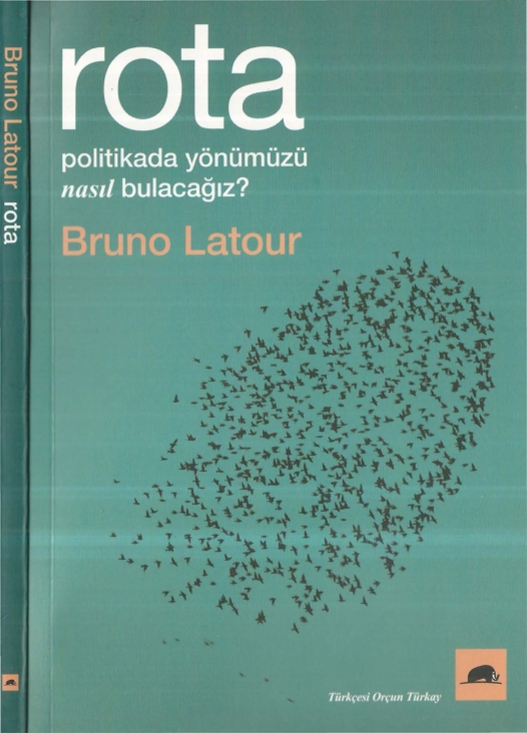 Bruno Latour rota
rota
politikada yönümüzü
nasıl bulacağız?
Bruno Latour
Türkçesi Orçun Türkay